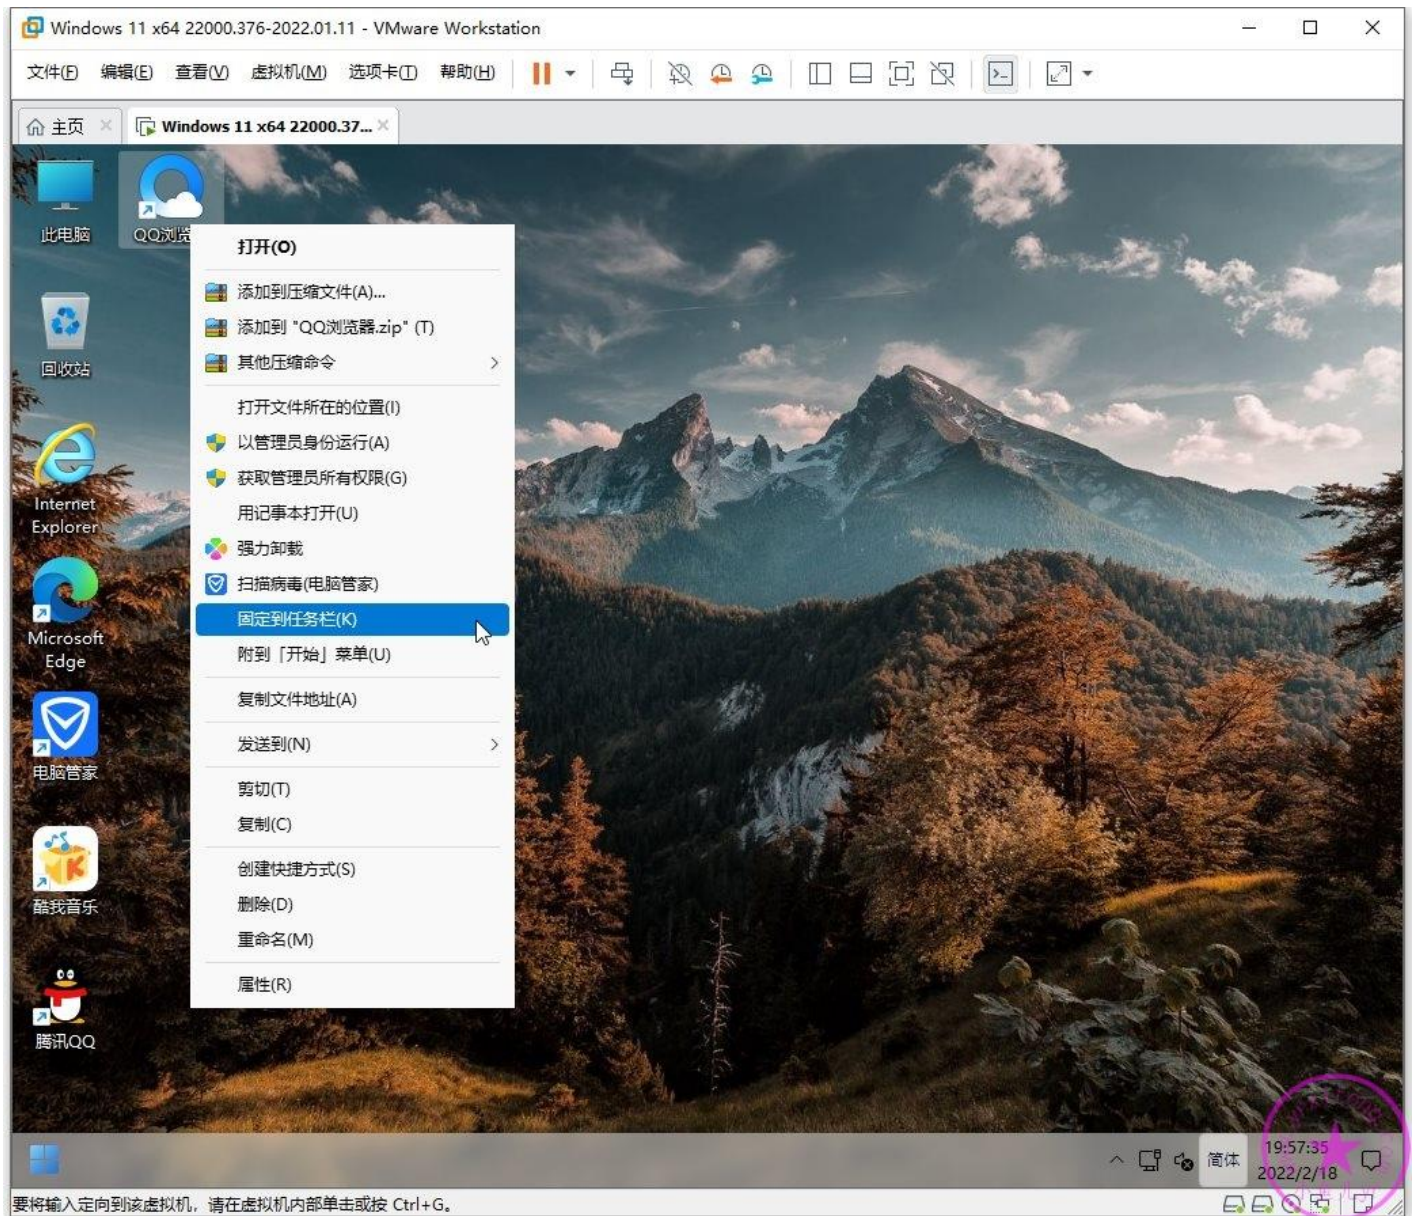 Windows 11 x64 22000.376-2022.01.11 - VMware Workstation
文件(F) 编辑(E) 查看(V) 虚拟机(M) 选项卡(T) 帮助(H)
主页 Windows 11 x64 22000.37...
此电脑
QQ浏览
回收站
Internet
Explorer
Microsoft
Edge
电脑管家
酷我音乐
腾讯QQ
打开(O)
添加到压缩文件(A)...
添加到 "QQ浏览器.zip" (T)
其他压缩命令
打开文件所在的位置(I)
以管理员身份运行(A)
获取管理员所有权限(G)
用记事本打开(U)
强力卸载
扫描病毒(电脑管家)
固定到任务栏(K)
附到「开始」菜单(U)
复制文件地址(A)
发送到(N)
剪切(T)
复制(C)
创建快捷方式(S)
删除(D)
重命名(M)
属性(R)
简体
19:57:35
2022/2/18
要将输入定向到该虚拟机，请在虚拟机内部单击或按 Ctrl+G。